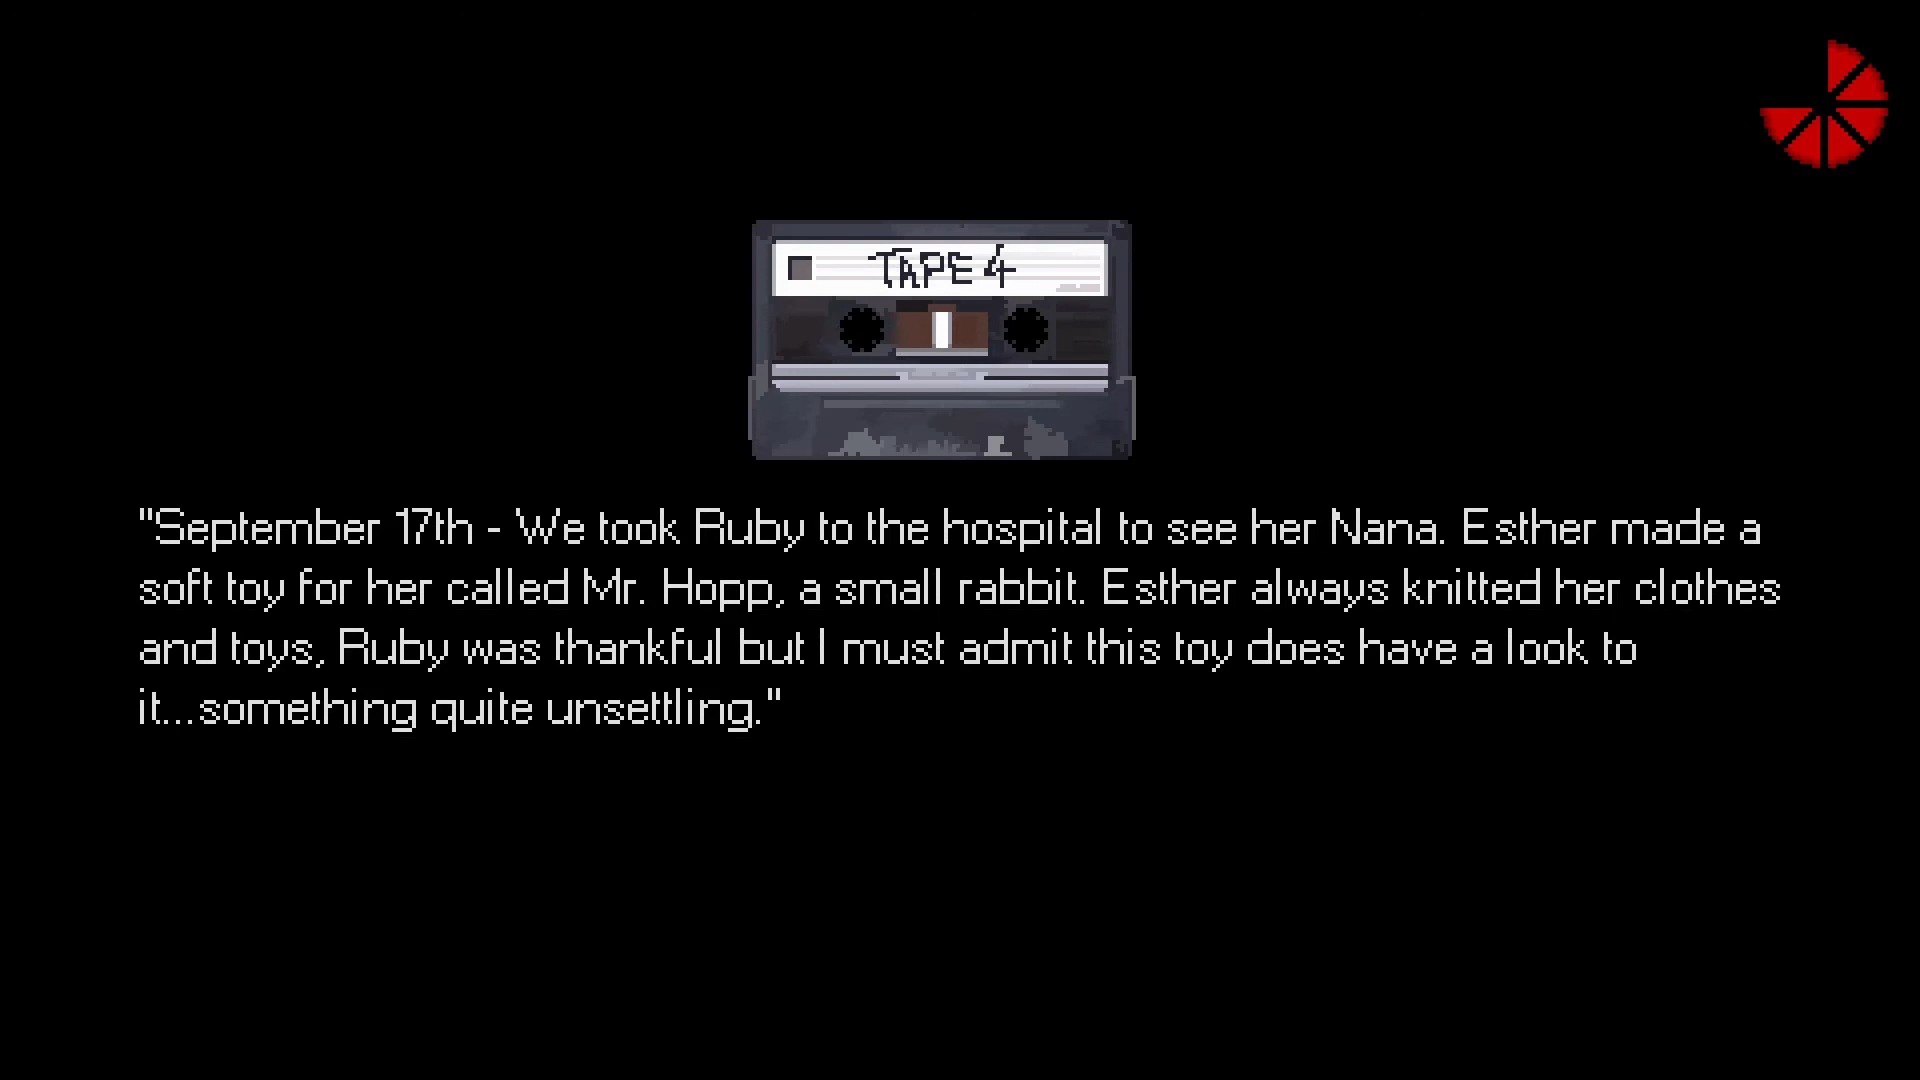 TAPE 4
"September 17th - We took Ruby to the hospital to see her Nana. Esther made a
soft toy for her called Mr. Hopp, a small rabbit. Esther always knitted her clothes
and toys, Ruby was thankful but I must admit this toy does have a look to
it...something quite unsettling."